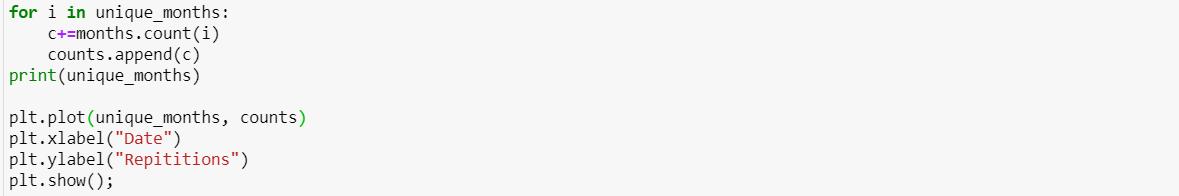 for i in unique_months:
    c+=months.count(i)
    counts.append(c)
print(unique_months)
plt.plot(unique_months, counts)
plt.xlabel("Date")
plt.ylabel("Repititions")
plt.show();